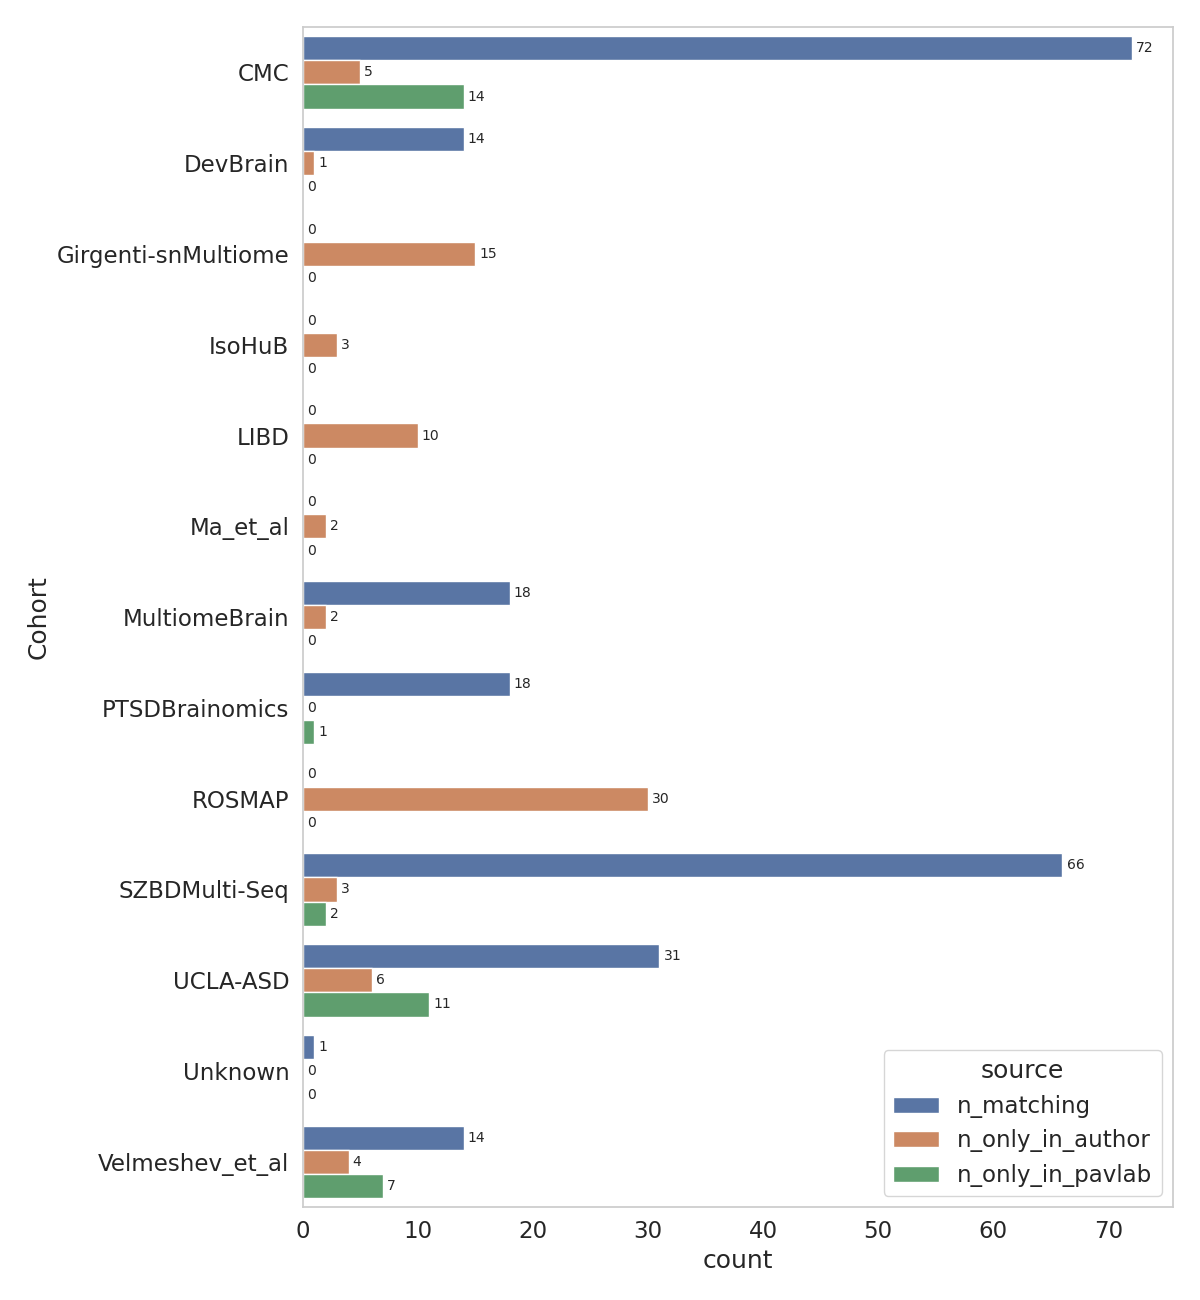 CMC
72
5
14
DevBrain
14
1
0
Girgenti-snMultiome
0
15
0
IsoHuB
0
3
0
LIBD
0
10
0
Ma_et_al
0
2
0
MultiomeBrain
18
2
0
PTSDBrainomics
18
0
1
ROSMAP
0
30
0
SZBDMulti-Seq
66
3
2
UCLA-ASD
31
6
11
Unknown
1
0
0
Velmeshev_et_al
14
4
7
Cohort
source
n_matching
n_only_in_author
n_only_in_pavlab
0 10 20 30 40 50 60 70
count